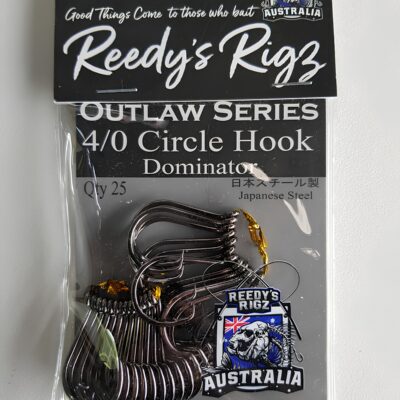 Good Things Come to those who bait
AUSTRALIA
Reedy's Rigz
OUTLAW SERIES
4/0 Circle Hook
Dominator
Qty 25
日本スチール製
Japanese Steel
REEDY'S
RIGZ
AUSTRALIA